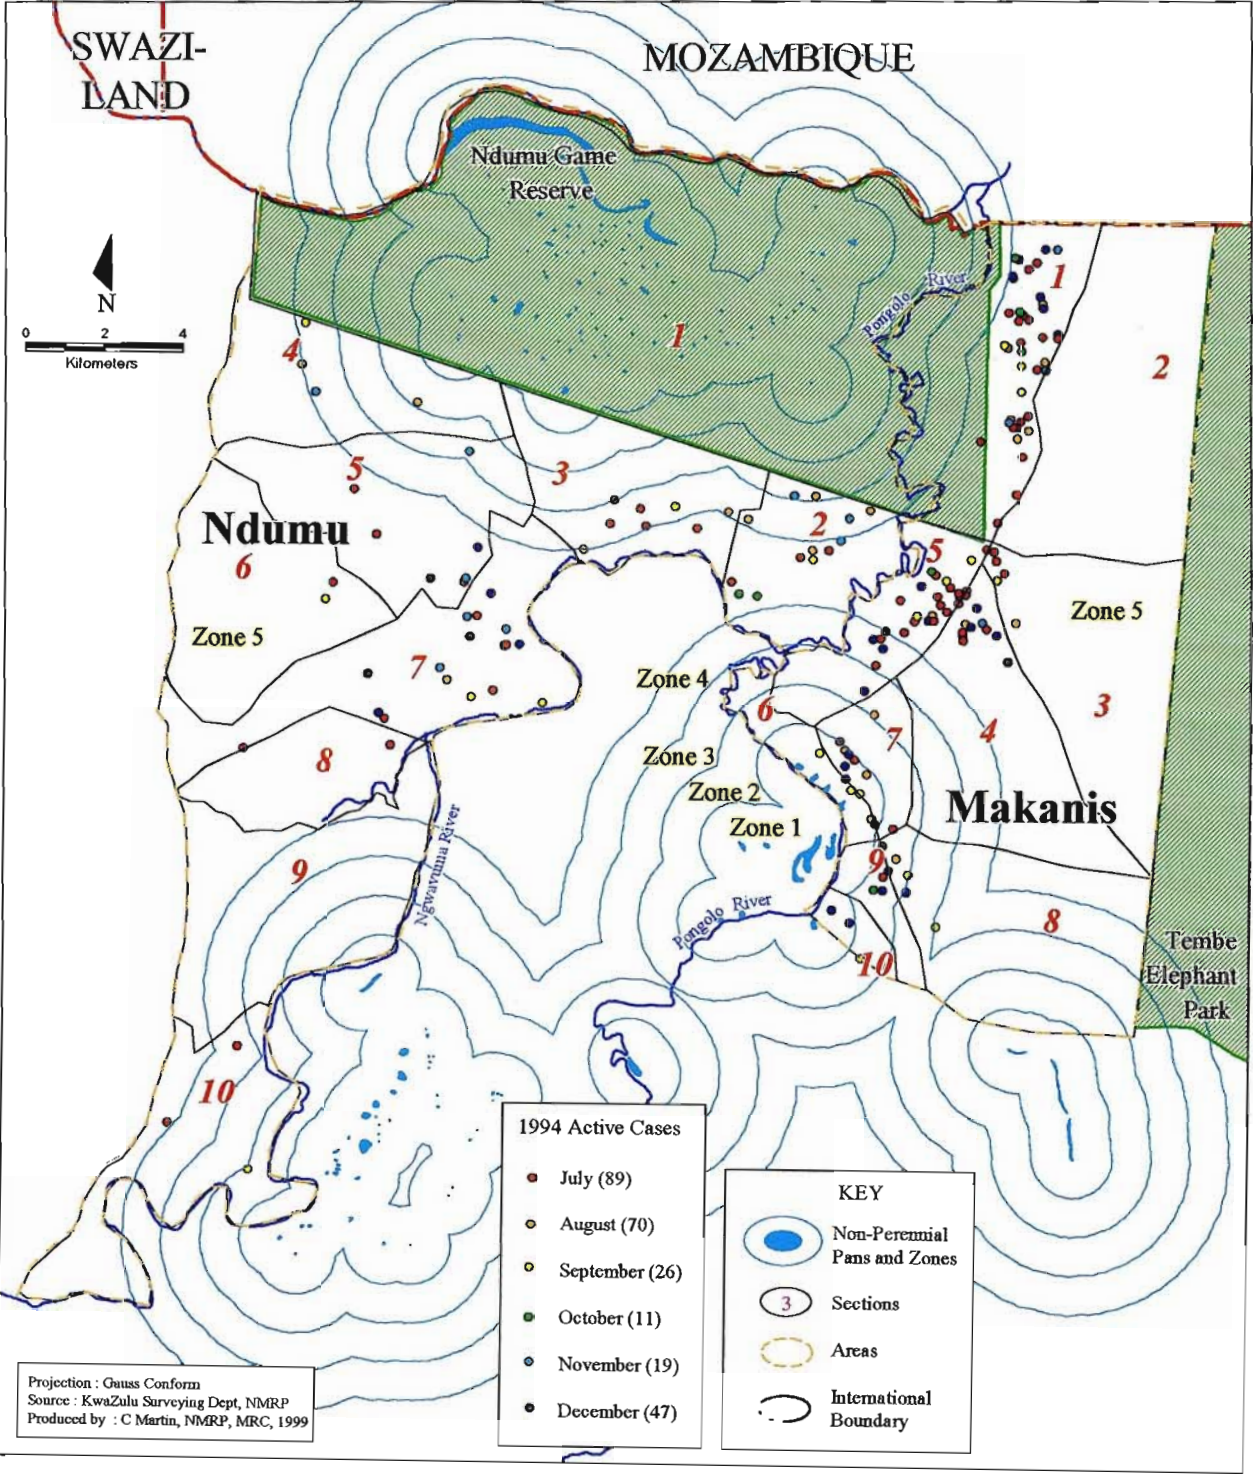 SWAZI-
LAND
MOZAMBIQUE
Ndumu Game
Reserve
Pongolo River
1
1
2
N
0 2 4
Kilometers
4
5
3
2
5
Ndumu
6
Zone 5
Zone 5
7
Zone 4
6
7
4
3
8
Zone 3
Zone 2
Zone 1
Makanis
9
9
Ngwavuma River
Pongolo River
8
10
Tembe
Elephant
Park
10
1994 Active Cases
July (89)
August (70)
September (26)
October (11)
November (19)
December (47)
KEY
Non-Perennial
Pans and Zones
3 Sections
Areas
International
Boundary
Projection : Gauss Conform
Source : KwaZulu Surveying Dept, NMRP
Produced by : C Martin, NMRP, MRC, 1999